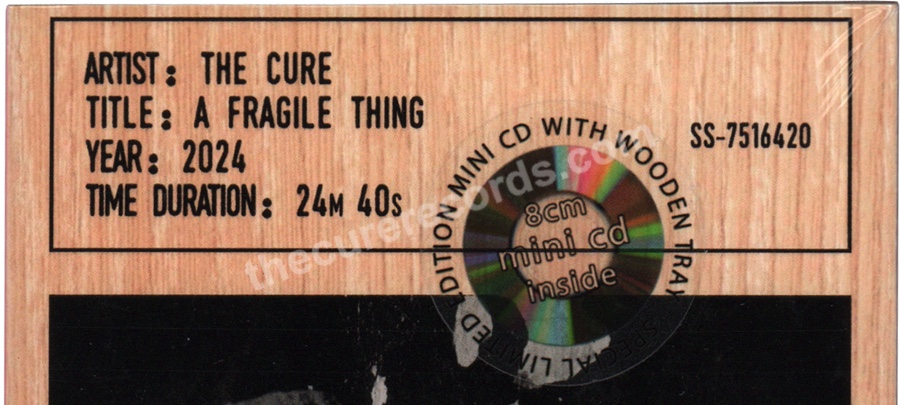 ARTIST: THE CURE
TITLE: A FRAGILE THING
YEAR: 2024
TIME DURATION: 24M 40S
SS-7516420
SPECIAL LIMITED EDITION MINI CD WITH WOODEN TRAY
8cm
mini cd
inside
thecurerecords.com